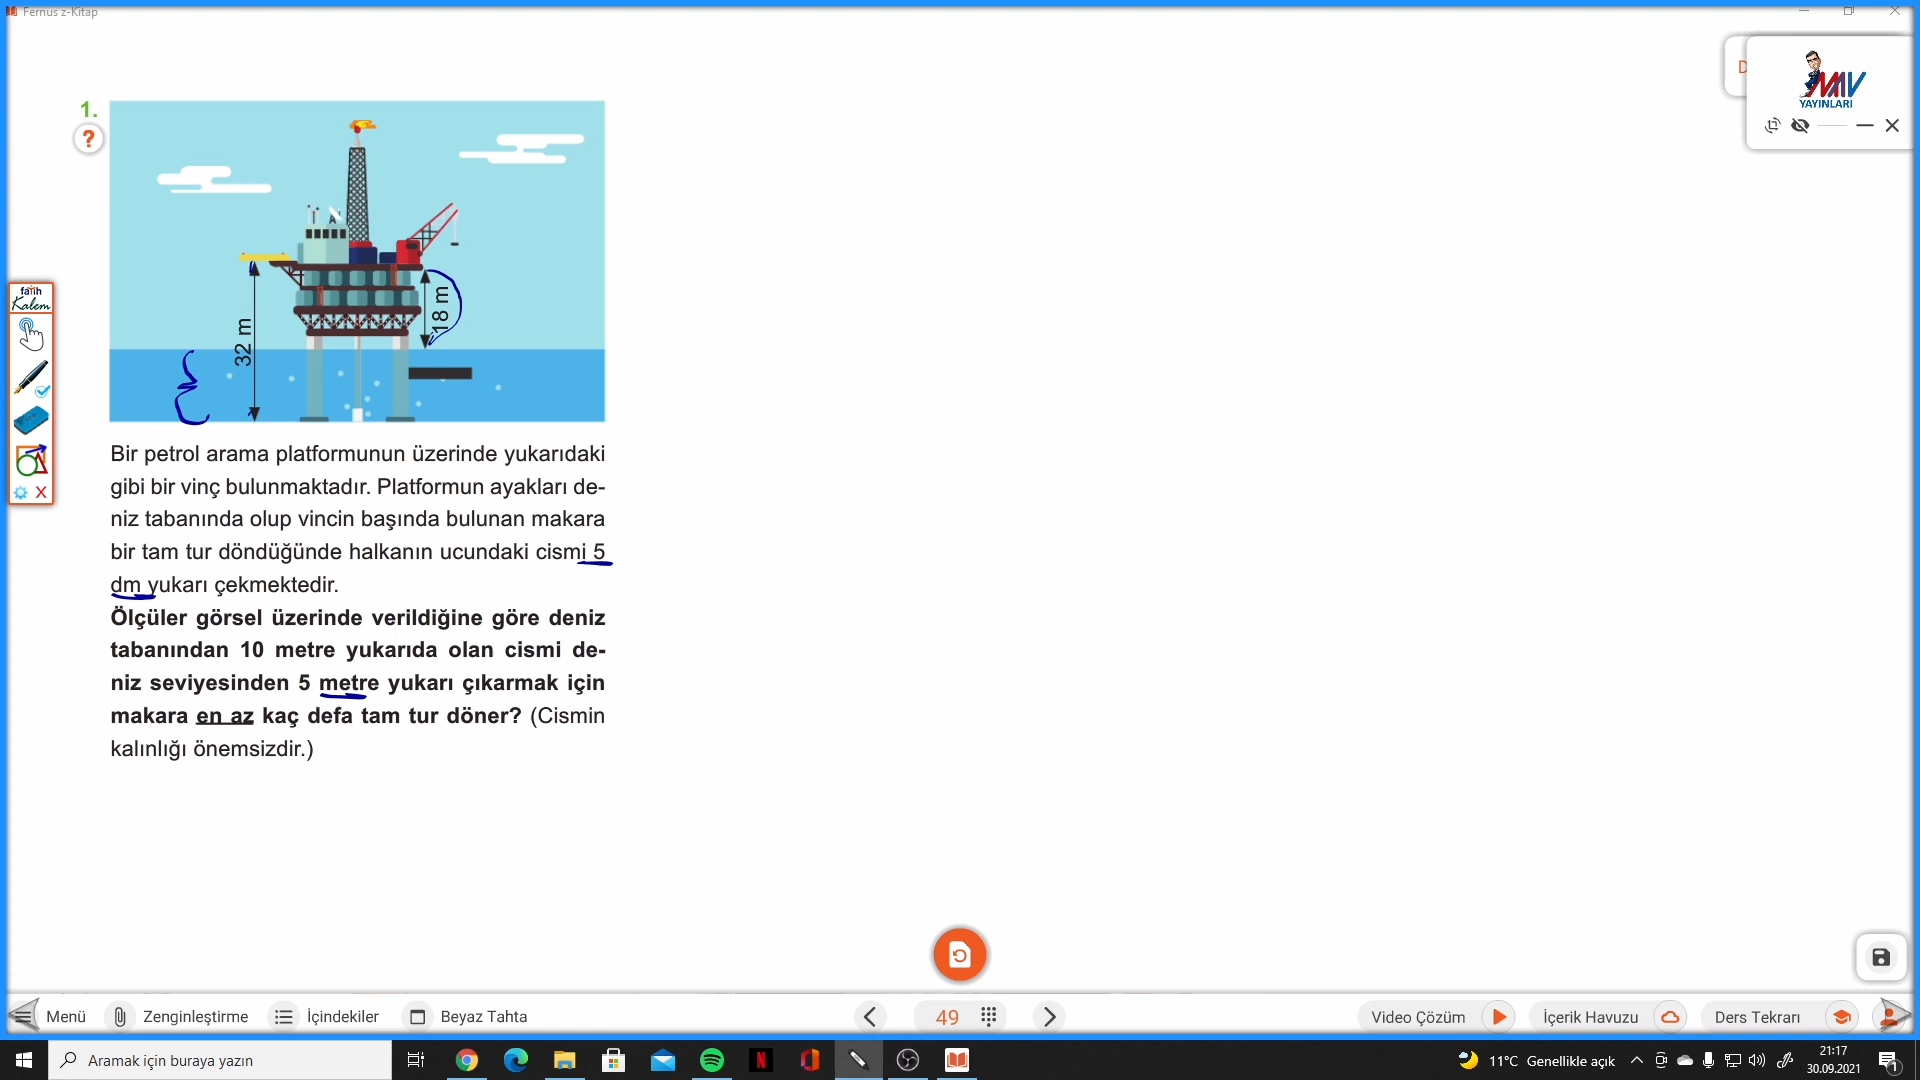 Fernus z-Kitap
D
MAV
YAYINLARI
1.
?
32 m
18 m
fatih
Kalem
Bir petrol arama platformunun üzerinde yukarıdaki
gibi bir vinç bulunmaktadır. Platformun ayakları de-
niz tabanında olup vincin başında bulunan makara
bir tam tur döndüğünde halkanın ucundaki cismi 5
dm yukarı çekmektedir.
Ölçüler görsel üzerinde verildiğine göre deniz
tabanından 10 metre yukarıda olan cismi de-
niz seviyesinden 5 metre yukarı çıkarmak için
makara en az kaç defa tam tur döner? (Cismin
kalınlığı önemsizdir.)
Menü
Zenginleştirme
İçindekiler
Beyaz Tahta
49
Video Çözüm
İçerik Havuzu
Ders Tekrarı
Aramak için buraya yazın
11°C Genellikle açık
21:17
30.09.2021
1